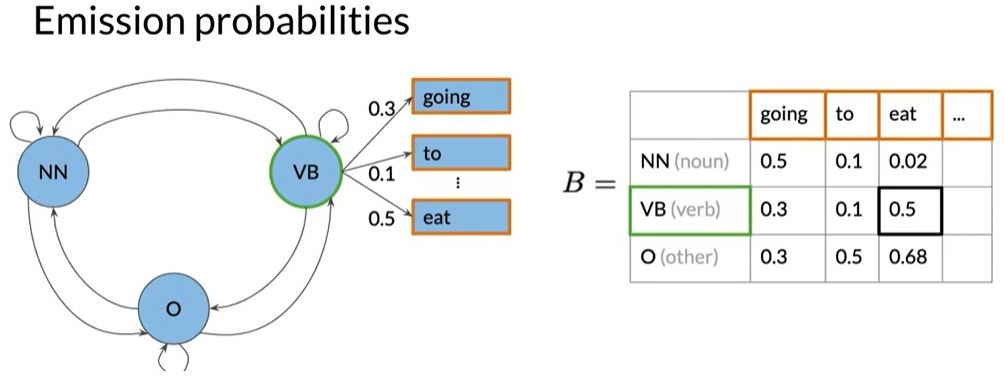 Emission probabilities
NN
VB
O
0.3
going
0.1
to
⋮
0.5
eat
B =
going to eat ...
NN (noun) 0.5 0.1 0.02
VB (verb) 0.3 0.1 0.5
O (other) 0.3 0.5 0.68